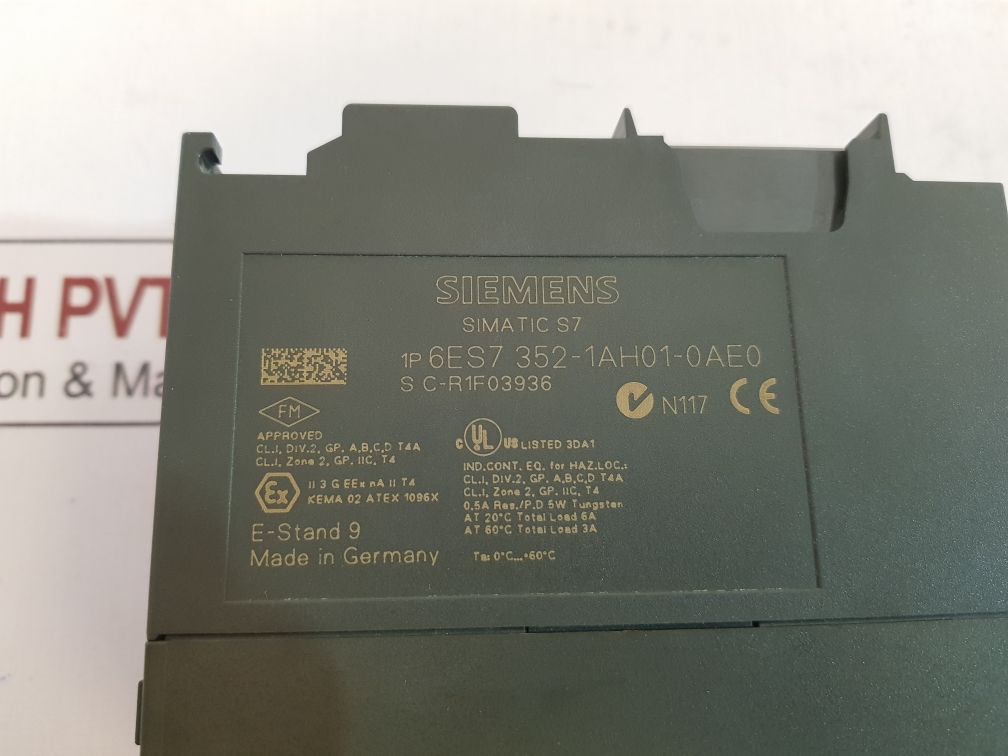 H PVT
on & Ma
SIEMENS
SIMATIC S7
1P 6ES7 352-1AH01-0AE0
S C-R1F03936
N117 CE
FM
APPROVED
CL.I, DIV.2, GP. A,B,C,D T4A
CL.I, Zone 2, GP. IIC, T4
Ex
II 3 G EEx nA II T4
KEMA 02 ATEX 1096X
E-Stand 9
Made in Germany
c UL US LISTED 3DA1
IND.CONT. EQ. for HAZ.LOC.:
CL.I, DIV.2, GP. A,B,C,D T4A
CL.I, Zone 2, GP. IIC, T4
0.5A Res./P.D 5W Tungsten
AT 20°C Total Load 6A
AT 60°C Total Load 3A
Ta: 0°C...+60°C